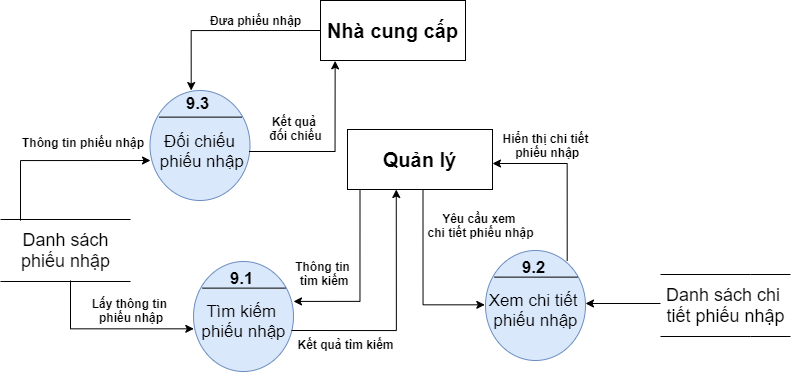 Đưa phiếu nhập
Nhà cung cấp
9.3
Đối chiếu
phiếu nhập
Kết quả
đối chiếu
Thông tin phiếu nhập
Quản lý
Hiển thị chi tiết
phiếu nhập
Danh sách
phiếu nhập
Yêu cầu xem
chi tiết phiếu nhập
Thông tin
tìm kiếm
9.1
Tìm kiếm
phiếu nhập
Lấy thông tin
phiếu nhập
Kết quả tìm kiếm
9.2
Xem chi tiết
phiếu nhập
Danh sách chi
tiết phiếu nhập